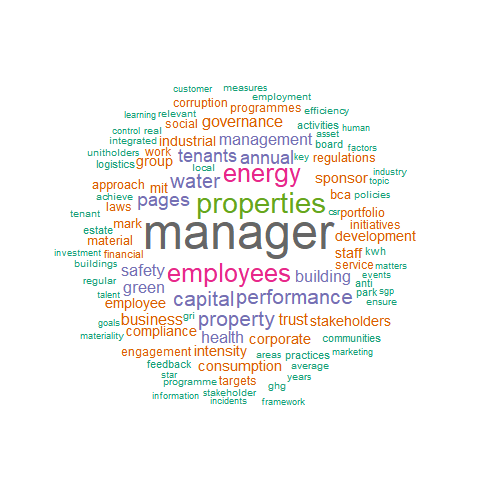 customer measures
employment
corruption programmes efficiency
learning relevant
social governance activities human
control real asset
integrated industrial management board factors
unitholders work tenants annual key regulations
logistics group local industry
energy sponsor topic
approach mit water bca policies
achieve pages properties
laws csr portfolio
tenant mark manager initiatives
estate development
material staff kwh
investment financial service matters
buildings safety employees building events
regular green anti
talent capital performance park sgp
employee ensure
goals business gri property trust stakeholders
materiality compliance health corporate communities
engagement intensity areas practices marketing
feedback consumption average
star targets years
programme ghg
information stakeholder
incidents framework